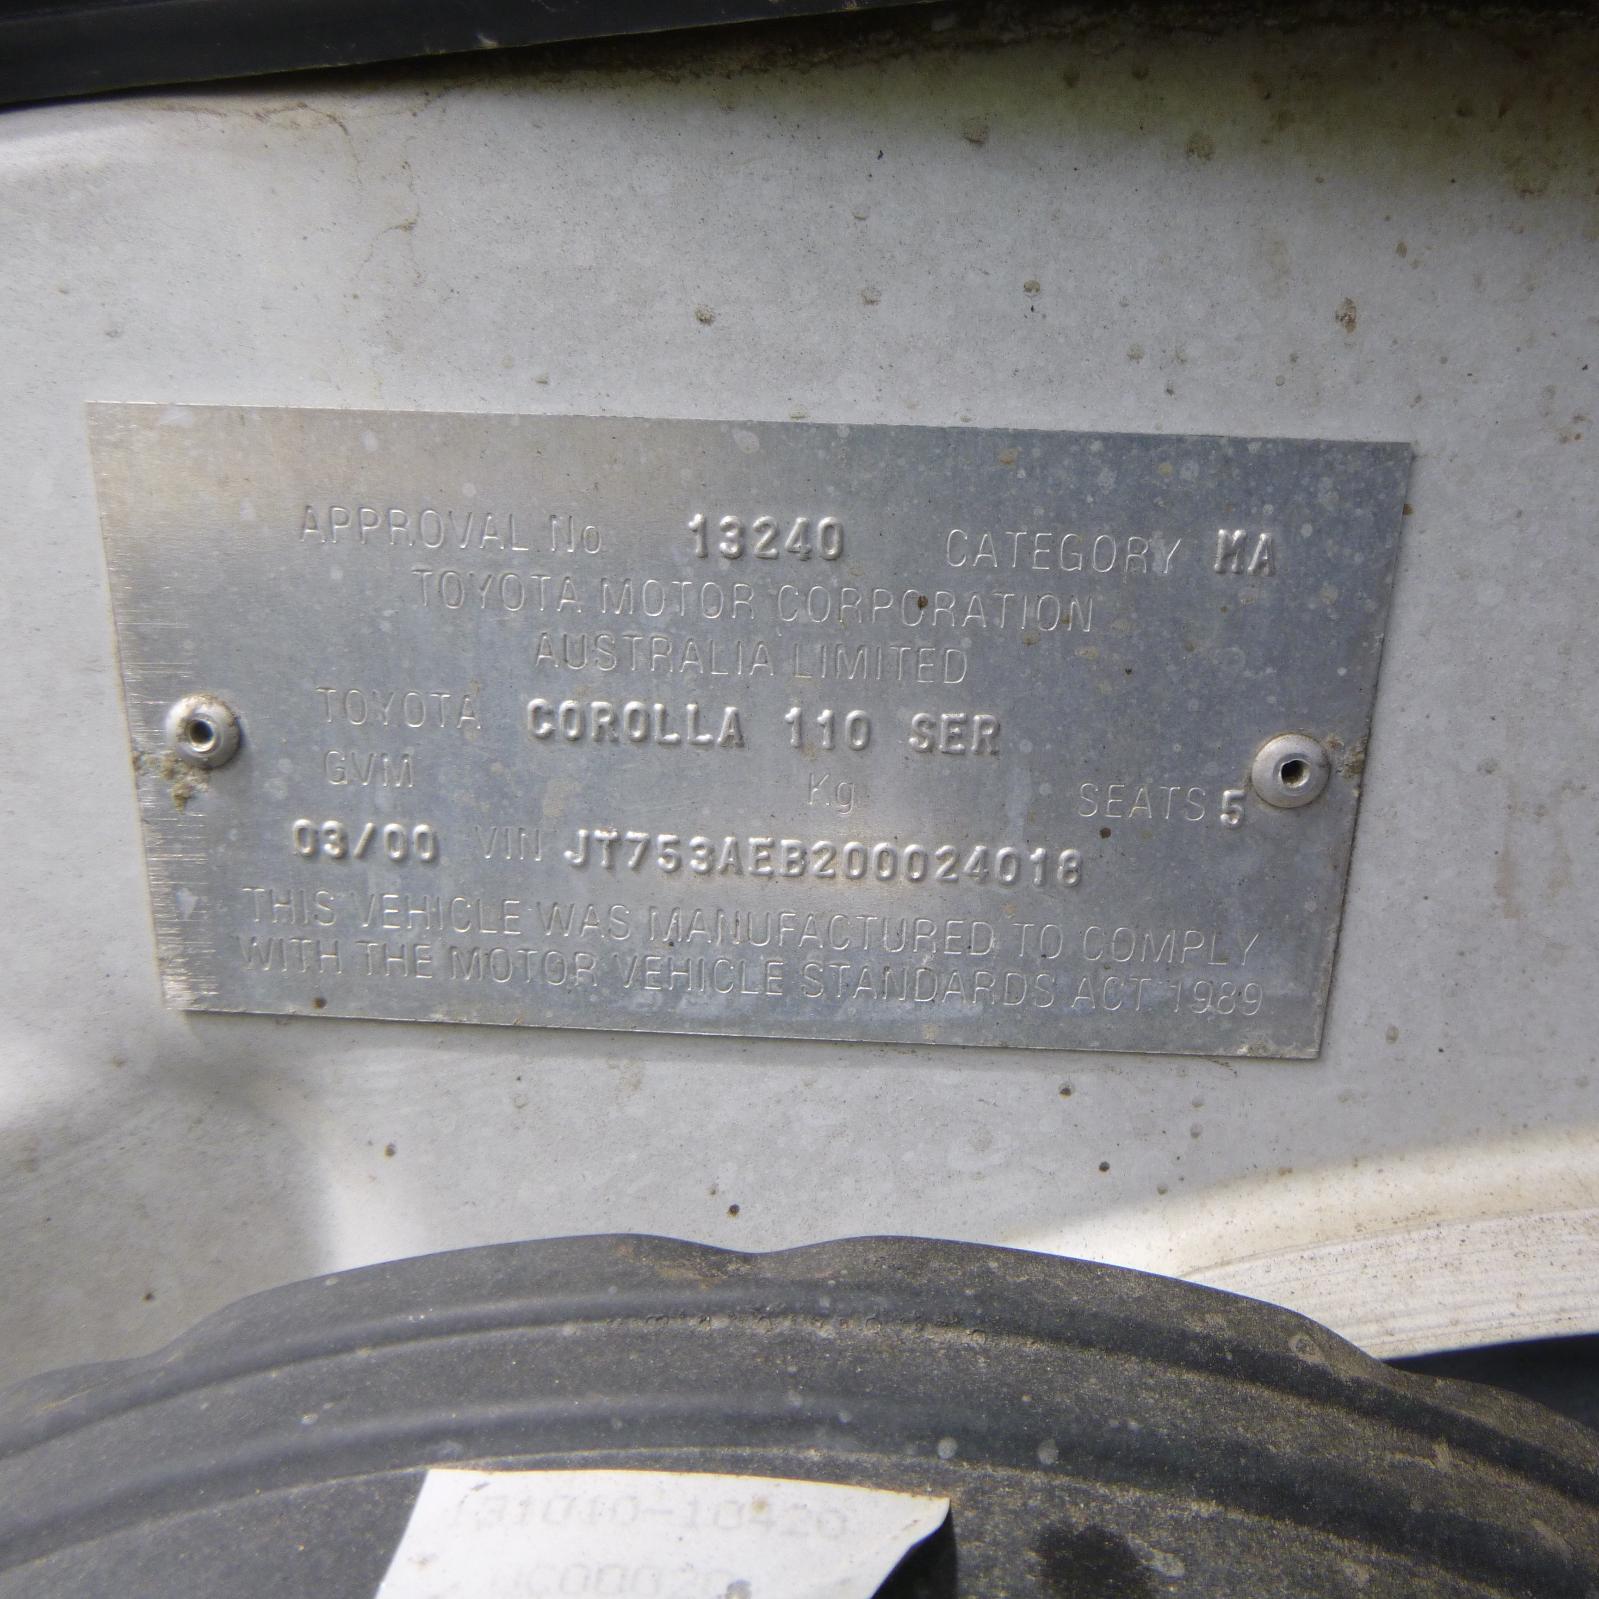 APPROVAL No 13240 CATEGORY MA
TOYOTA MOTOR CORPORATION
AUSTRALIA LIMITED
TOYOTA COROLLA 110 SER
GVM Kg SEATS 5
03/00 VIN JT753AEB200024018
THIS VEHICLE WAS MANUFACTURED TO COMPLY
WITH THE MOTOR VEHICLE STANDARDS ACT 1989